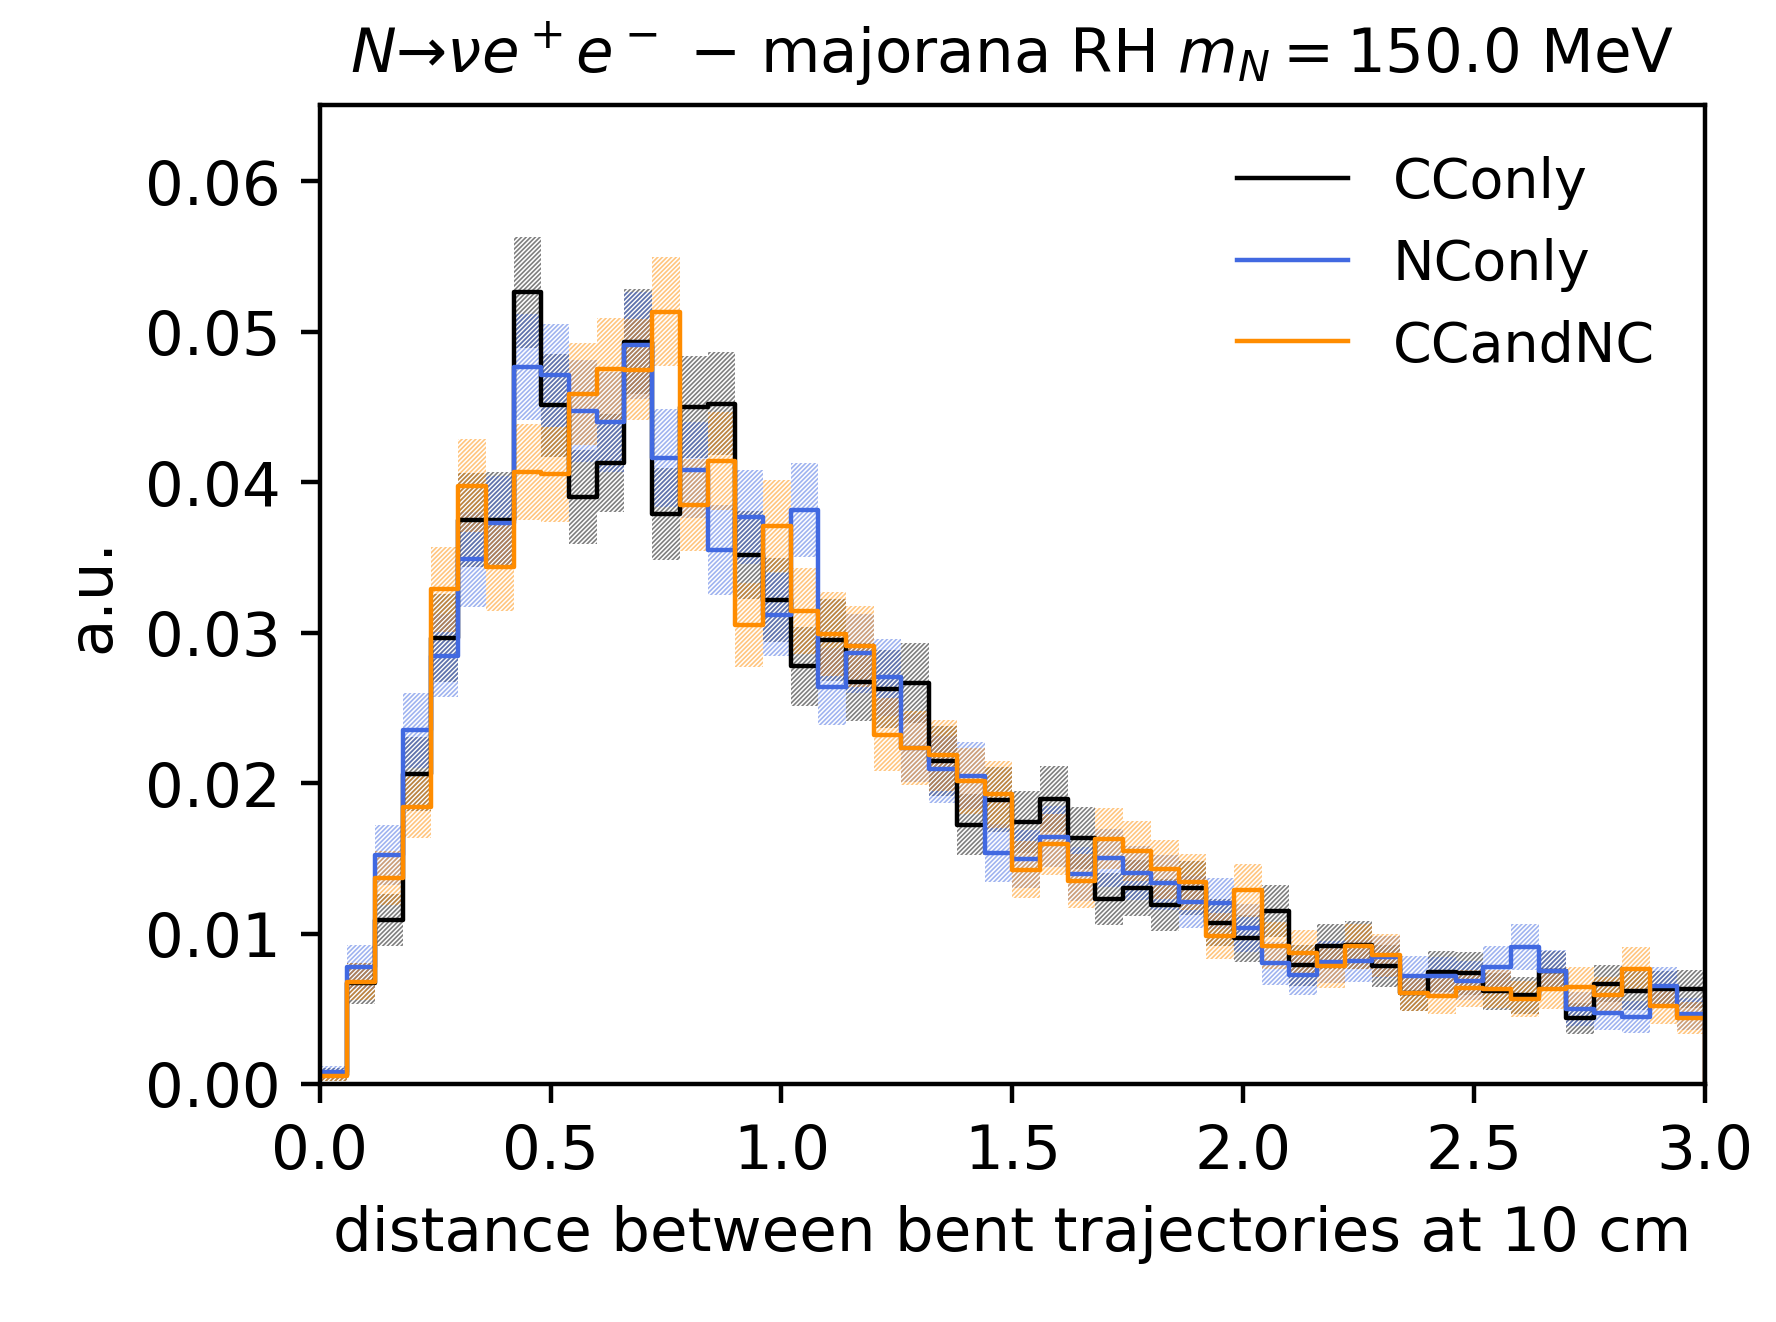 N→νe⁺e⁻ − majorana RH m_N = 150.0 MeV
CConly
NConly
CCandNC
a.u.
0.06
0.05
0.04
0.03
0.02
0.01
0.00
0.0 0.5 1.0 1.5 2.0 2.5 3.0
distance between bent trajectories at 10 cm